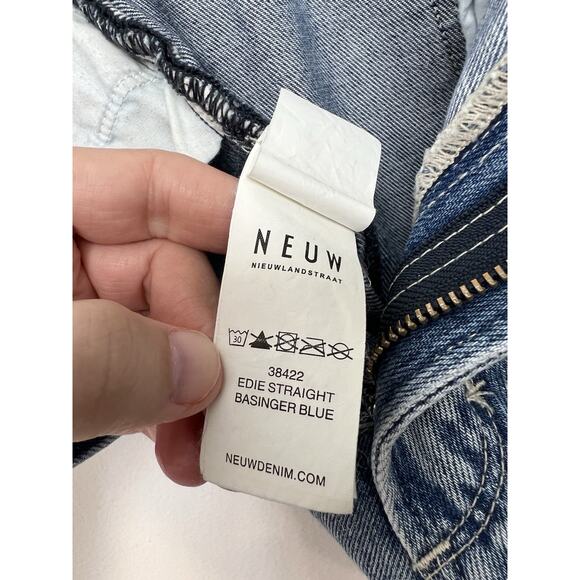 NEUW
NIEUWLANDSTRAAT
30
38422
EDIE STRAIGHT
BASINGER BLUE
NEUWDENIM.COM